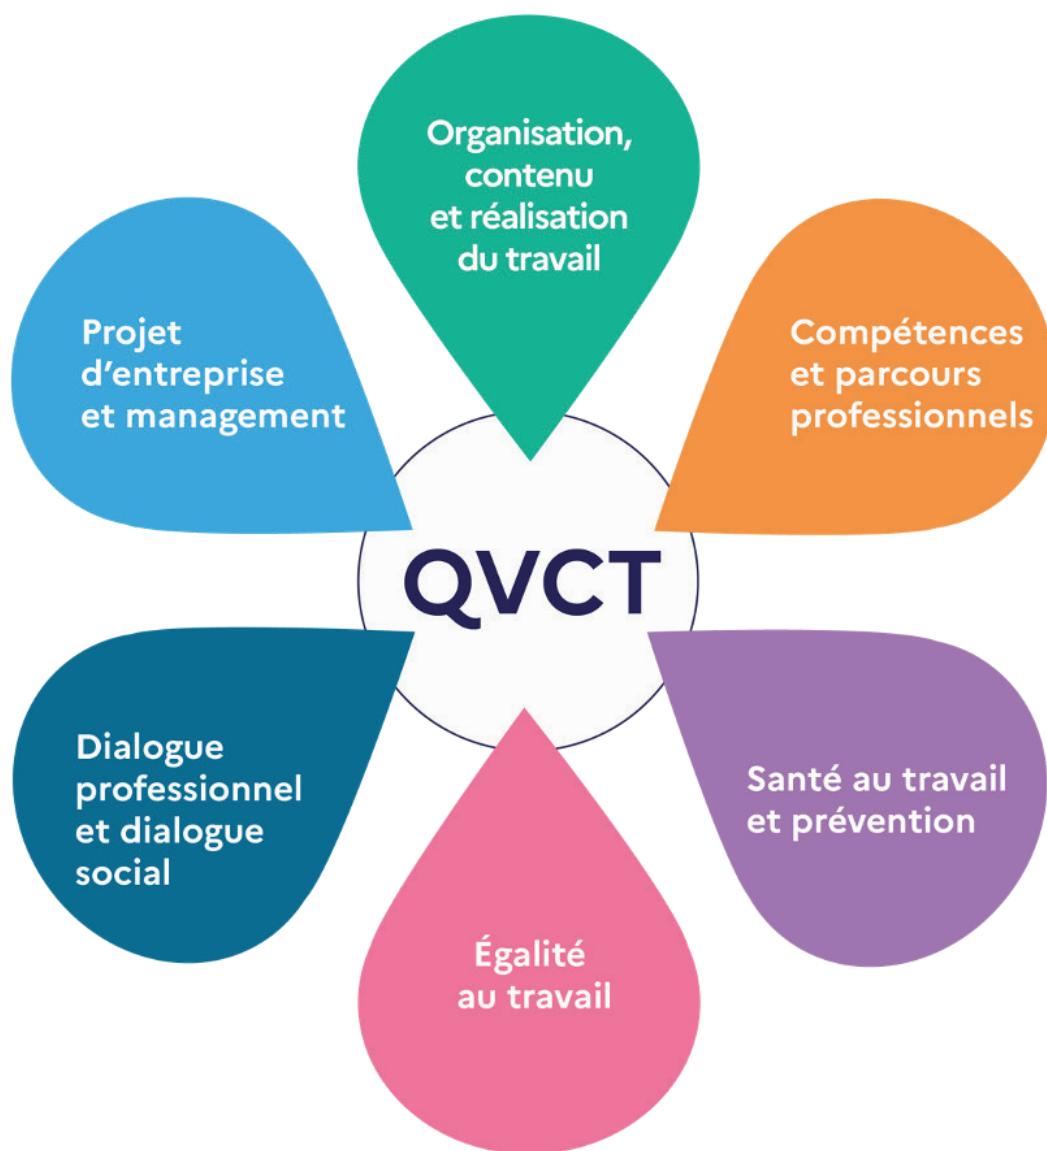 Organisation,
contenu
et réalisation
du travail
Compétences
et parcours
professionnels
Santé au travail
et prévention
Égalité
au travail
Dialogue
professionnel
et dialogue
social
Projet
d’entreprise
et management
QVCT